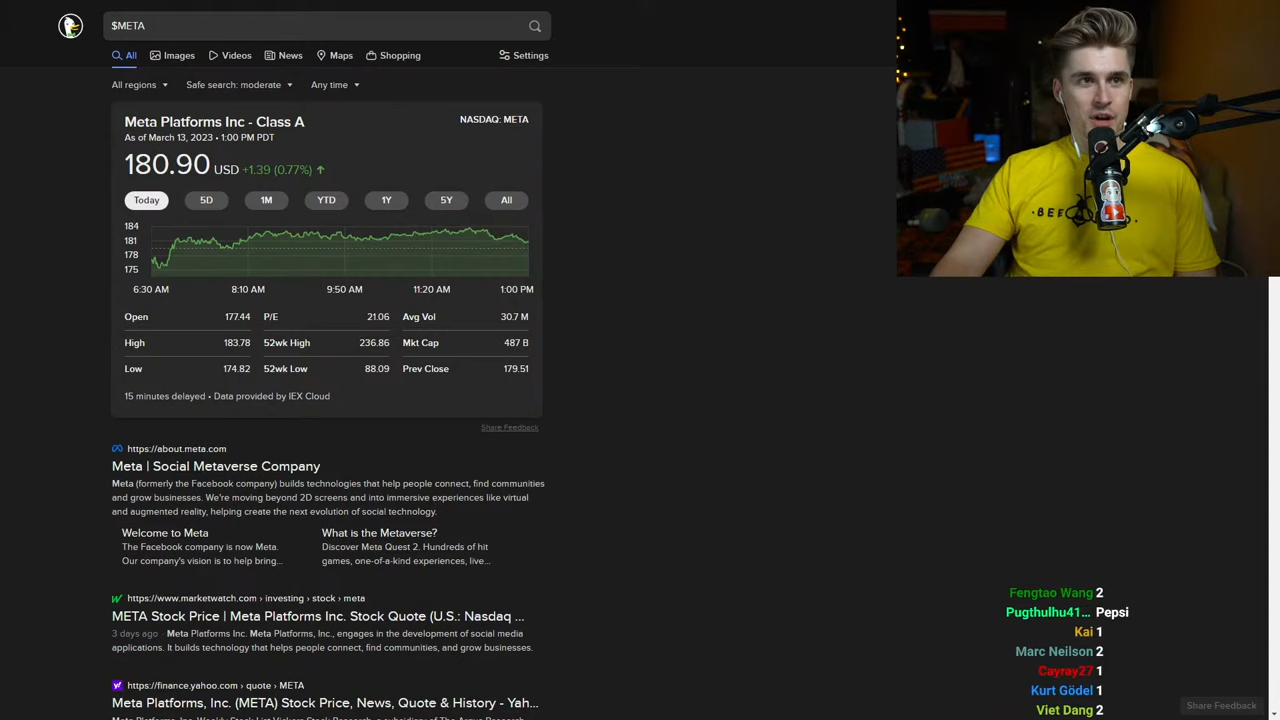 $META
All
Images
Videos
News
Maps
Shopping
Settings
All regions
Safe search: moderate
Any time
Meta Platforms Inc - Class A
NASDAQ: META
As of March 13, 2023 • 1:00 PM PDT
180.90 USD +1.39 (0.77%) ↑
Today 5D 1M YTD 1Y 5Y All
184
181
178
175
6:30 AM 8:10 AM 9:50 AM 11:20 AM 1:00 PM
Open 177.44 P/E 21.06 Avg Vol 30.7 M
High 183.78 52wk High 236.86 Mkt Cap 487 B
Low 174.82 52wk Low 88.09 Prev Close 179.51
15 minutes delayed • Data provided by IEX Cloud
Share Feedback
https://about.meta.com
Meta | Social Metaverse Company
Meta (formerly the Facebook company) builds technologies that help people connect, find communities
and grow businesses. We're moving beyond 2D screens and into immersive experiences like virtual
and augmented reality, helping create the next evolution of social technology.
Welcome to Meta
The Facebook company is now Meta.
Our company's vision is to help bring...
What is the Metaverse?
Discover Meta Quest 2. Hundreds of hit
games, one-of-a-kind experiences, live...
https://www.marketwatch.com › investing › stock › meta
META Stock Price | Meta Platforms Inc. Stock Quote (U.S.: Nasdaq ...
3 days ago · Meta Platforms Inc. Meta Platforms, Inc., engages in the development of social media
applications. It builds technology that helps people connect, find communities, and grow businesses.
https://finance.yahoo.com › quote › META
Meta Platforms, Inc. (META) Stock Price, News, Quote & History - Yah...
Fengtao Wang 2
Pugthulhu41... Pepsi
Kai 1
Marc Neilson 2
Cayray27 1
Kurt Gödel 1
Viet Dang 2
Share Feedback